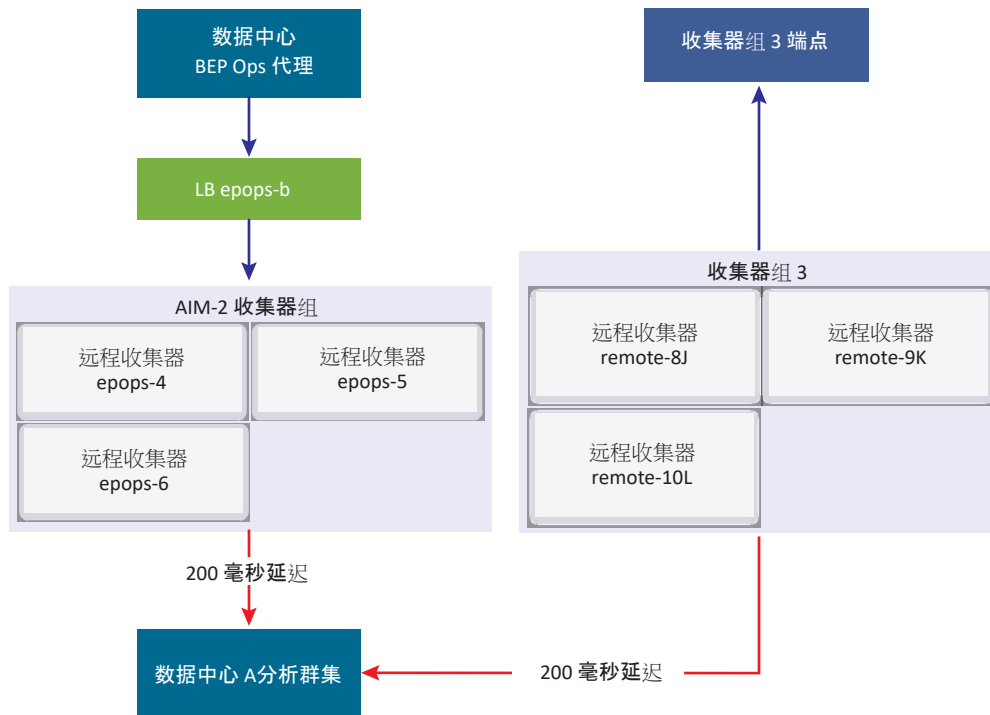 数据中心
BEP Ops 代理
收集器组 3 端点
LB epops-b
AIM-2 收集器组
远程收集器
epops-4
远程收集器
epops-5
远程收集器
epops-6
收集器组 3
远程收集器
remote-8J
远程收集器
remote-9K
远程收集器
remote-10L
200 毫秒延迟
数据中心 A分析群集
200 毫秒延迟